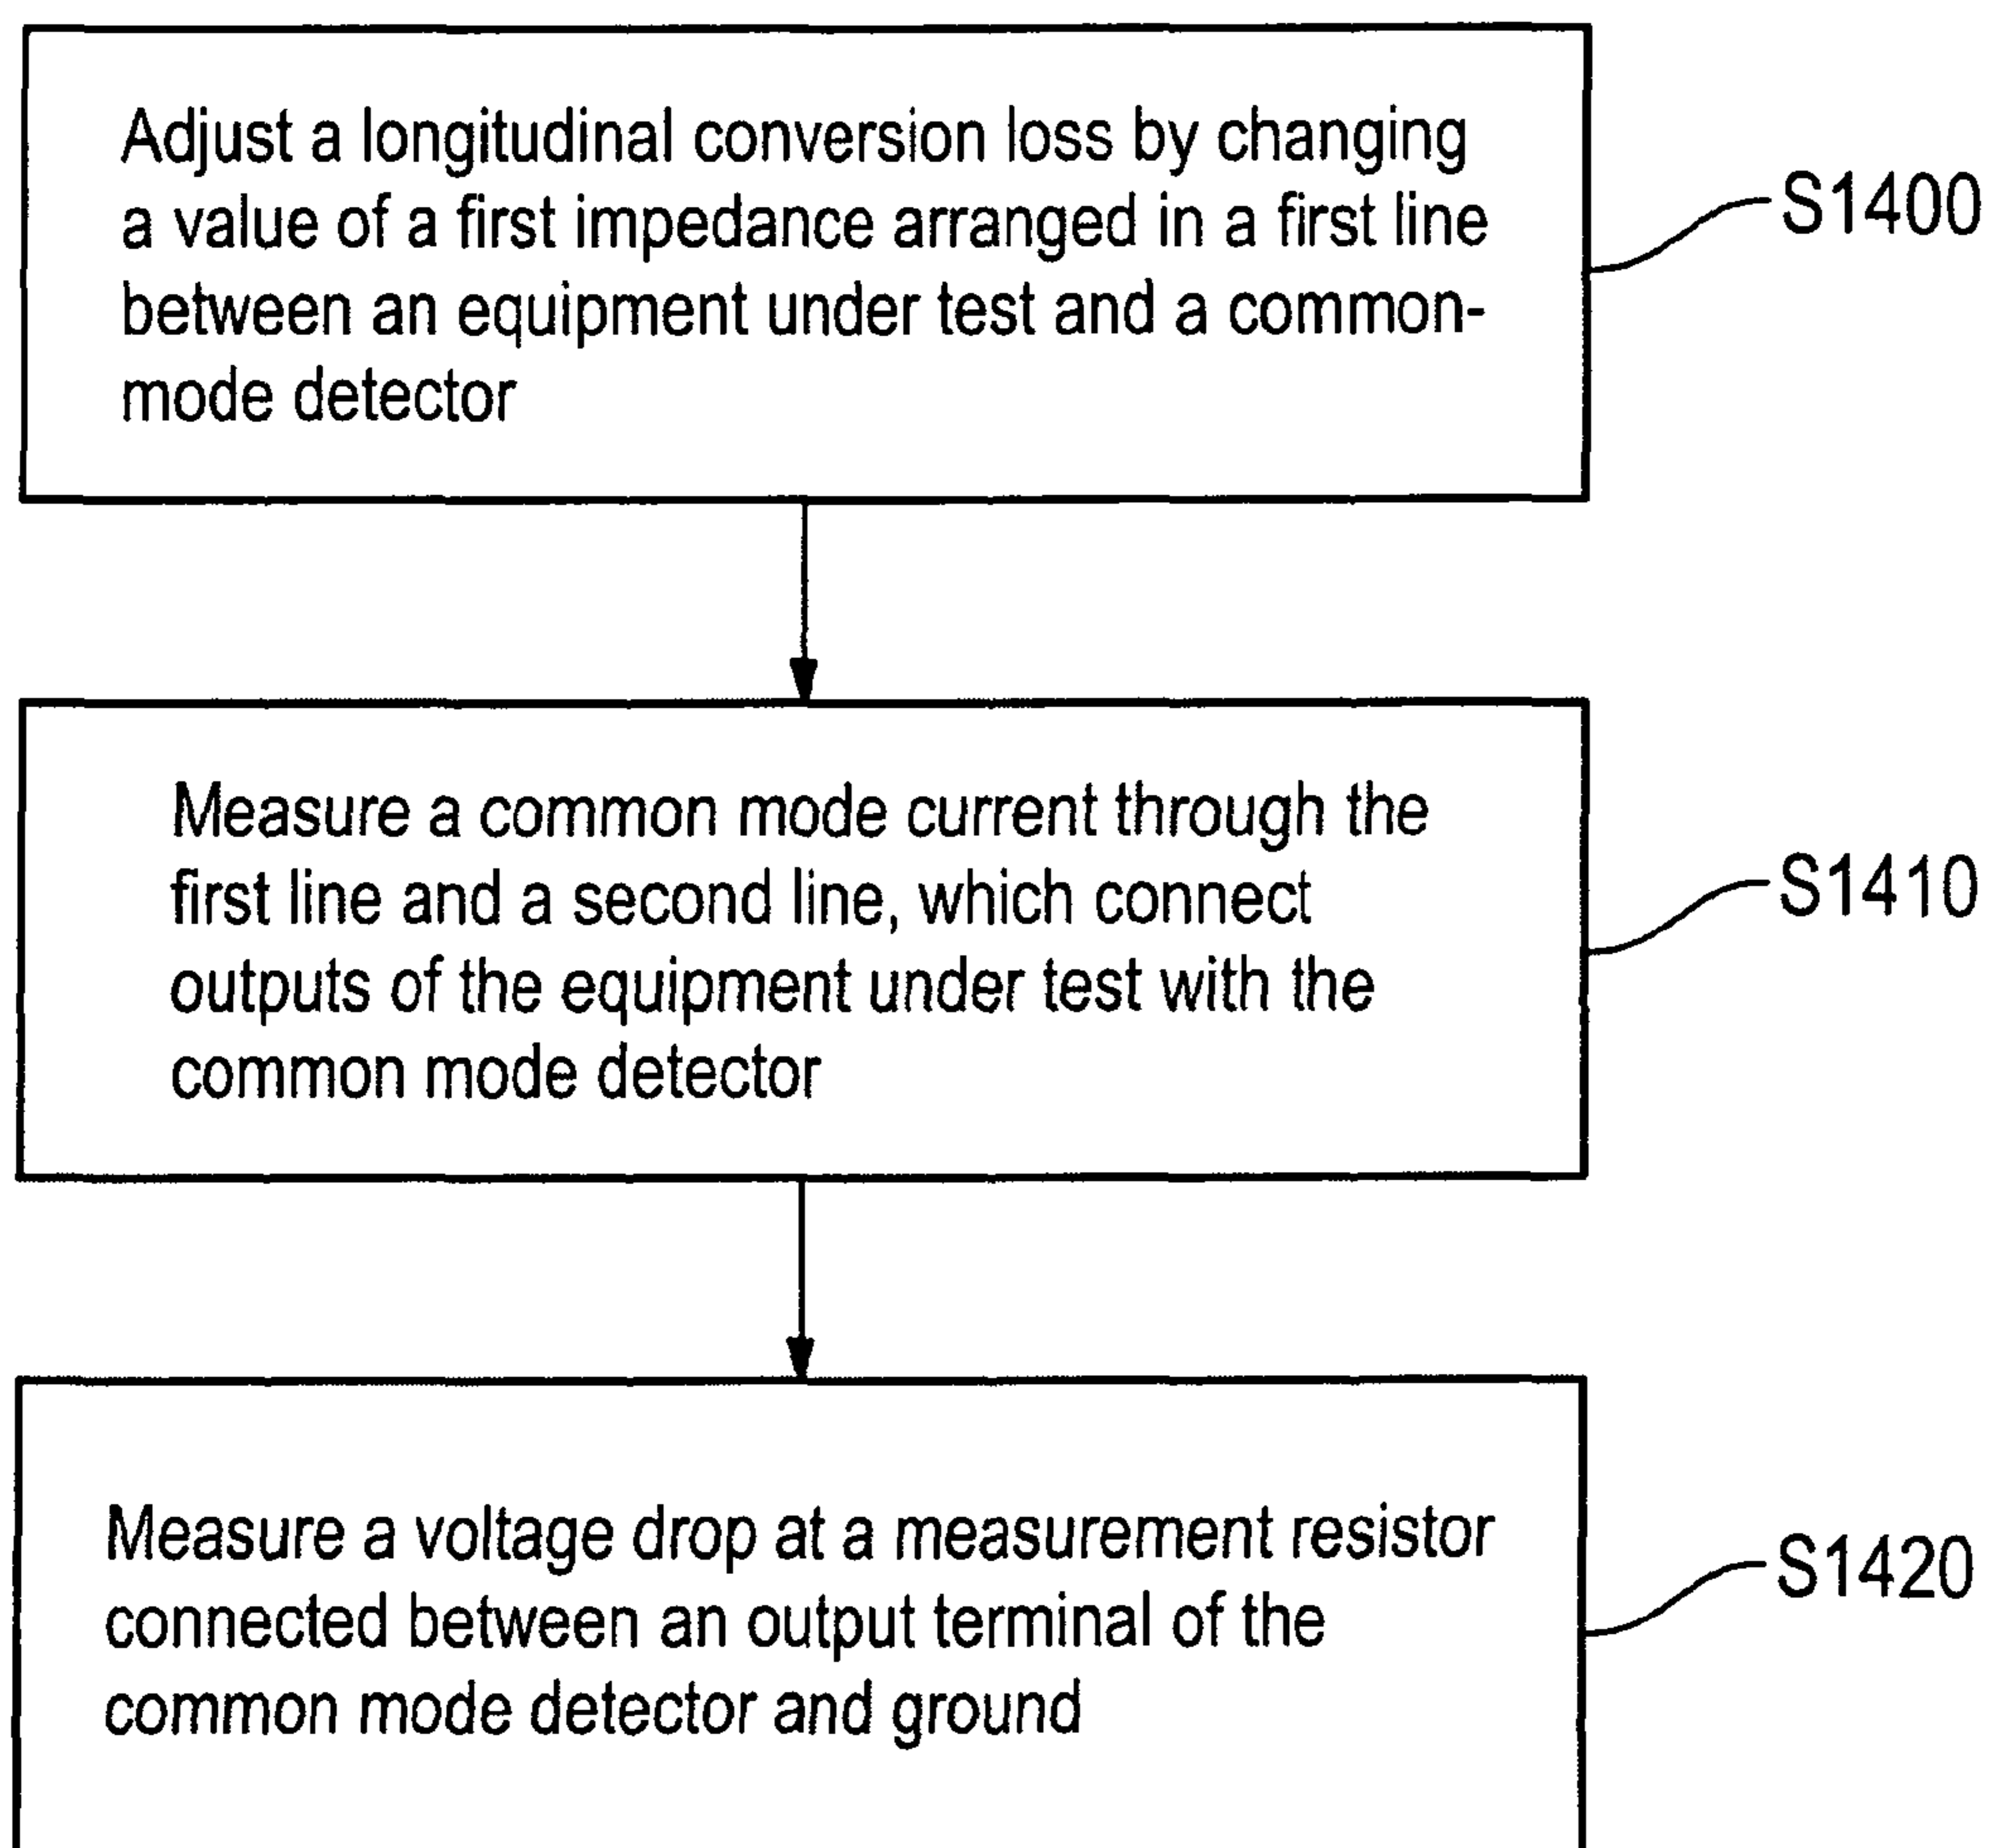 Adjust a longitudinal conversion loss by changing
a value of a first impedance arranged in a first line
between an equipment under test and a common-
mode detector
S1400
Measure a common mode current through the
first line and a second line, which connect
outputs of the equipment under test with the
common mode detector
S1410
Measure a voltage drop at a measurement resistor
connected between an output terminal of the
common mode detector and ground
S1420